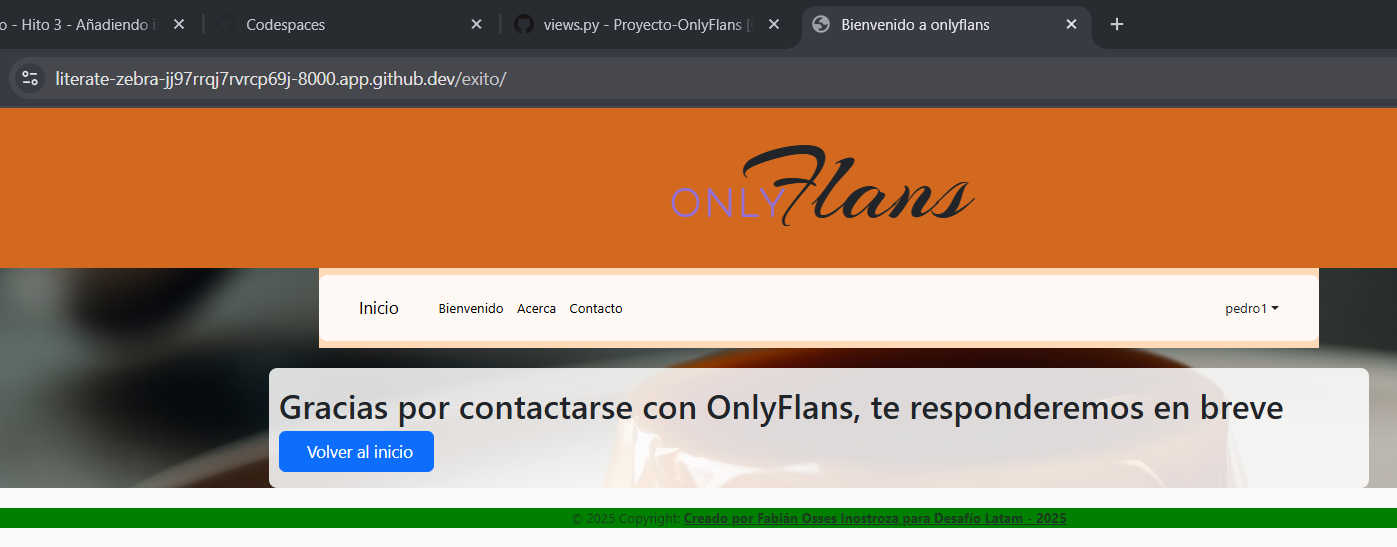 o - Hito 3 - Añadiendo i
Codespaces
views.py - Proyecto-OnlyFlans
Bienvenido a onlyflans
literate-zebra-jj97rrqj7rvrcp69j-8000.app.github.dev/exito/
ONLY Flans
Inicio
Bienvenido
Acerca
Contacto
pedro1
Gracias por contactarse con OnlyFlans, te responderemos en breve
Volver al inicio
© 2025 Copyright: Creado por Fabián Osses Inostroza para Desafío Latam - 2025